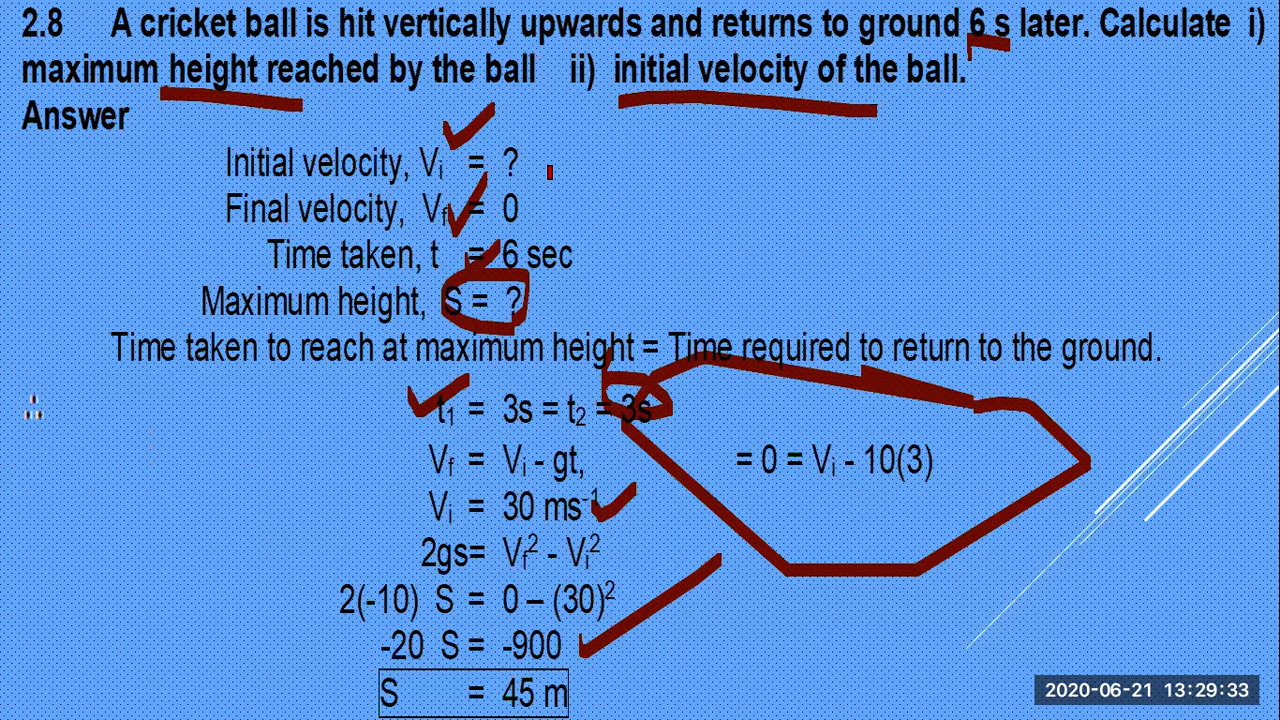 2.8 A cricket ball is hit vertically upwards and returns to ground 6 s later. Calculate i)
maximum height reached by the ball ii) initial velocity of the ball.
Answer
Initial velocity, Vi = ?
Final velocity, Vf = 0
Time taken, t = 6 sec
Maximum height, S = ?
Time taken to reach at maximum height = Time required to return to the ground.
∴ t₁ = 3s = t₂ = 3s
Vf = Vi - gt, = 0 = Vi - 10(3)
Vi = 30 ms⁻¹
2gs= Vf² - Vi²
2(-10) S = 0 – (30)²
-20 S = -900
S = 45 m
2020-06-21 13:29:33